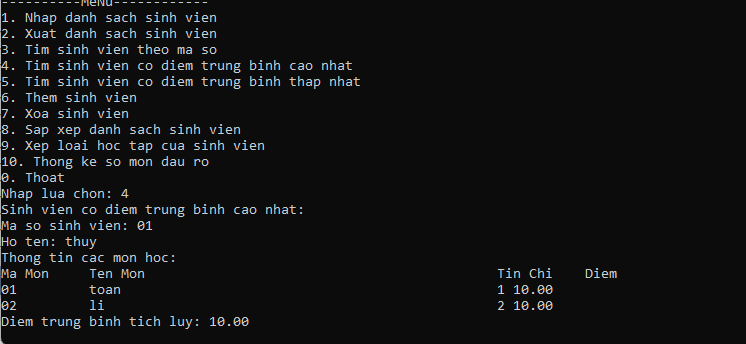 ----------Menu------------
1. Nhap danh sach sinh vien
2. Xuat danh sach sinh vien
3. Tim sinh vien theo ma so
4. Tim sinh vien co diem trung binh cao nhat
5. Tim sinh vien co diem trung binh thap nhat
6. Them sinh vien
7. Xoa sinh vien
8. Sap xep danh sach sinh vien
9. Xep loai hoc tap cua sinh vien
10. Thong ke so mon dau ro
0. Thoat
Nhap lua chon: 4
Sinh vien co diem trung binh cao nhat:
Ma so sinh vien: 01
Ho ten: thuy
Thong tin cac mon hoc:
Ma Mon Ten Mon Tin Chi Diem
01 toan 1 10.00
02 li 2 10.00
Diem trung binh tich luy: 10.00